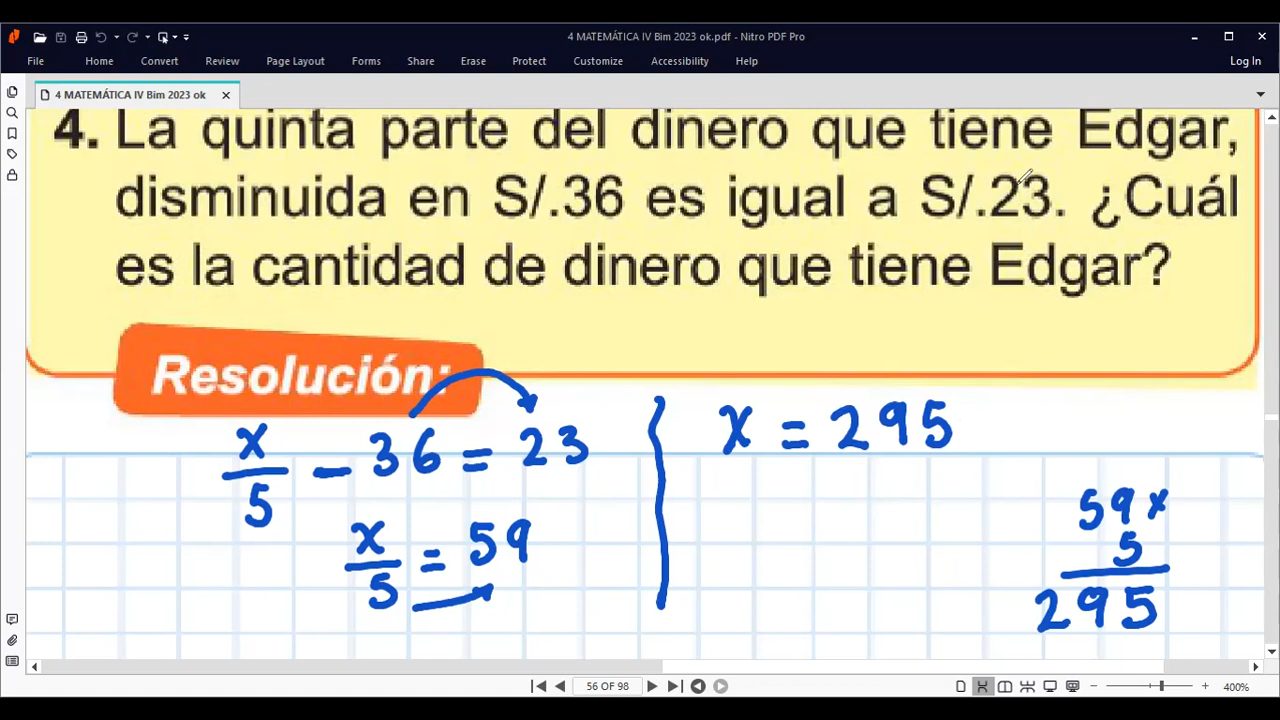 4 MATEMÁTICA IV Bim 2023 ok.pdf - Nitro PDF Pro
File Home Convert Review Page Layout Forms Share Erase Protect Customize Accessibility Help Log In
4 MATEMÁTICA IV Bim 2023 ok
4. La quinta parte del dinero que tiene Edgar,
disminuida en S/.36 es igual a S/.23. ¿Cuál
es la cantidad de dinero que tiene Edgar?
Resolución:
x/5 - 36 = 23
x/5 = 59
x = 295
59 x
5
295
56 OF 98
400%